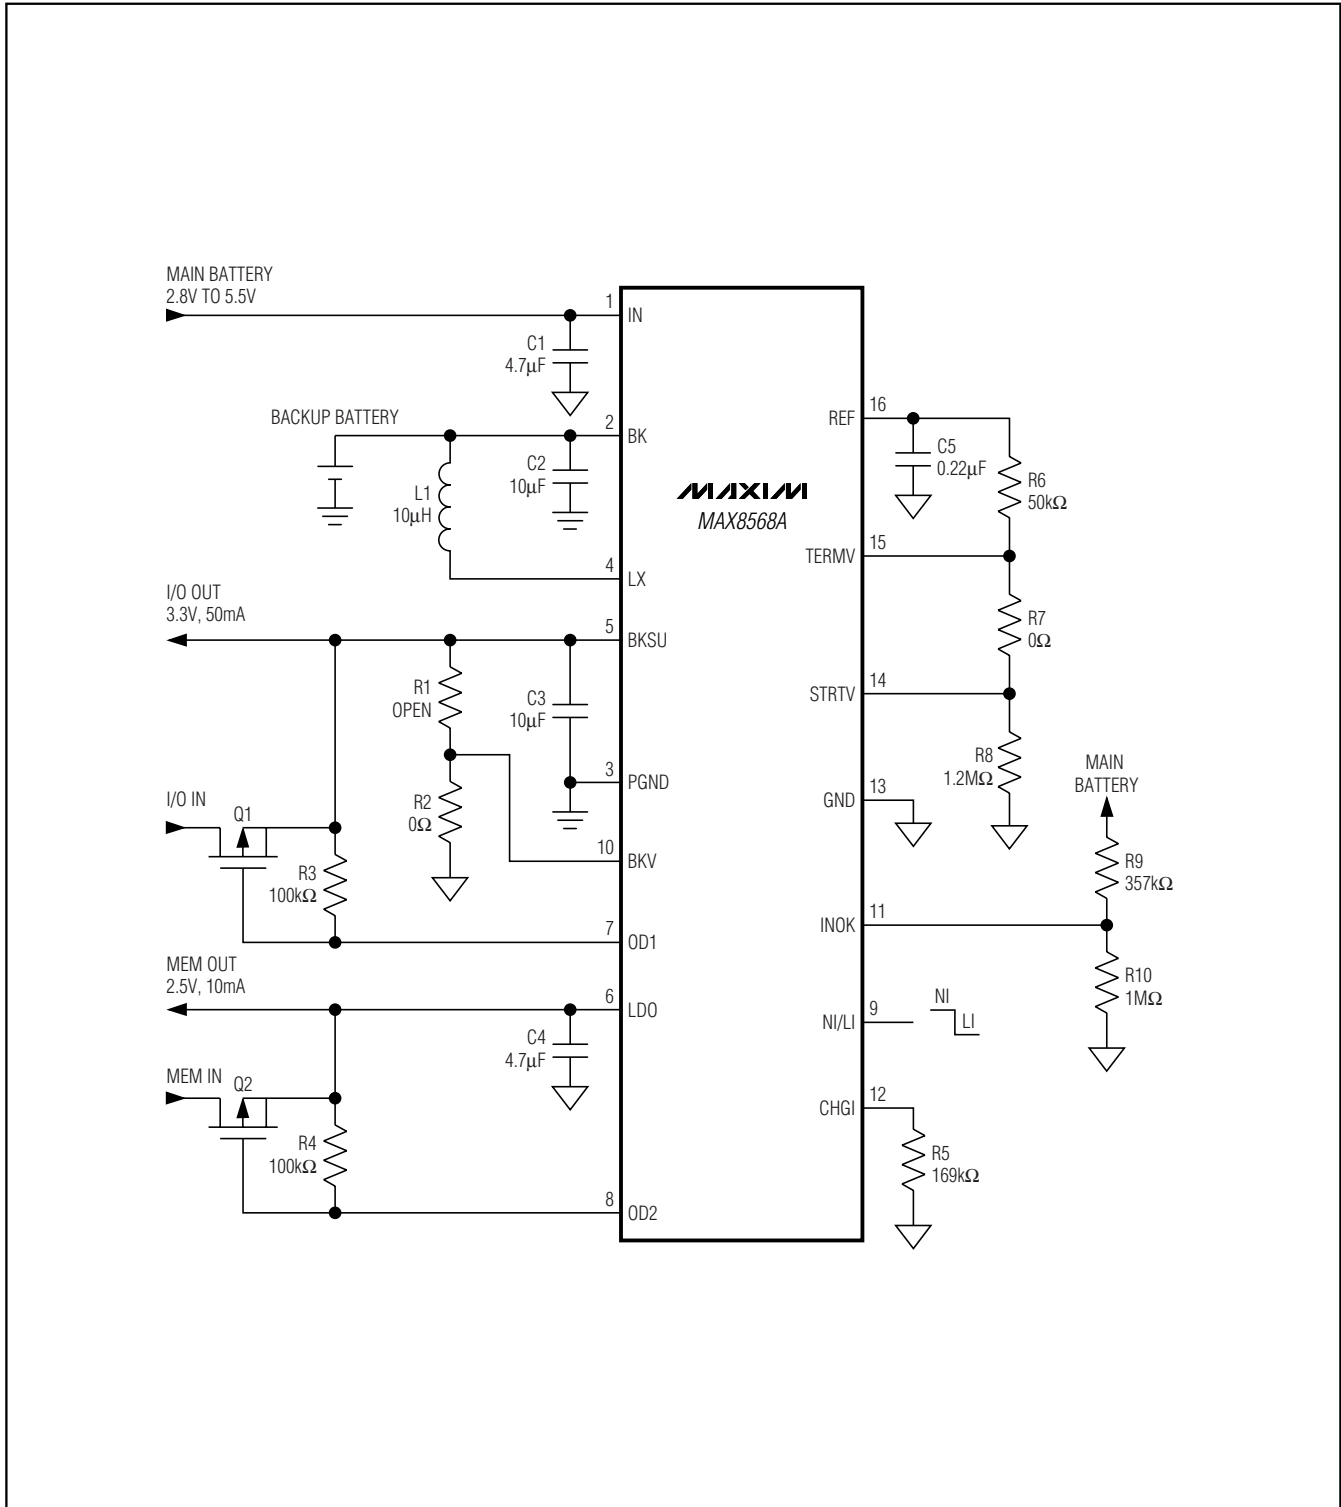 MAIN BATTERY
2.8V TO 5.5V
1
IN
C1
4.7µF
BACKUP BATTERY
2
BK
C2
10µF
L1
10µH
4
LX
I/O OUT
3.3V, 50mA
5
BKSU
R1
OPEN
C3
10µF
3
PGND
R2
0Ω
I/O IN
Q1
10
BKV
R3
100kΩ
7
OD1
MEM OUT
2.5V, 10mA
6
LDO
C4
4.7µF
MEM IN
Q2
R4
100kΩ
8
OD2
MAXIM
MAX8568A
REF
16
C5
0.22µF
R6
50kΩ
TERMV
15
R7
0Ω
STRTV
14
R8
1.2MΩ
MAIN
BATTERY
GND
13
R9
357kΩ
INOK
11
R10
1MΩ
NI/LI
9
NI
LI
CHGI
12
R5
169kΩ